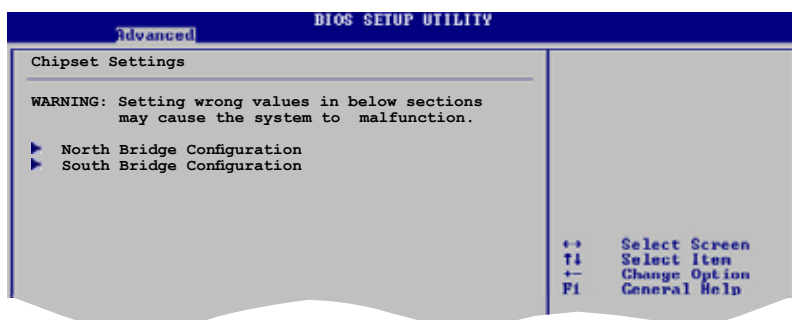 BIOS SETUP UTILITY
Advanced
Chipset Settings
WARNING: Setting wrong values in below sections
may cause the system to malfunction.
North Bridge Configuration
South Bridge Configuration
↔ Select Screen
↑↓ Select Item
+- Change Option
F1 General Help